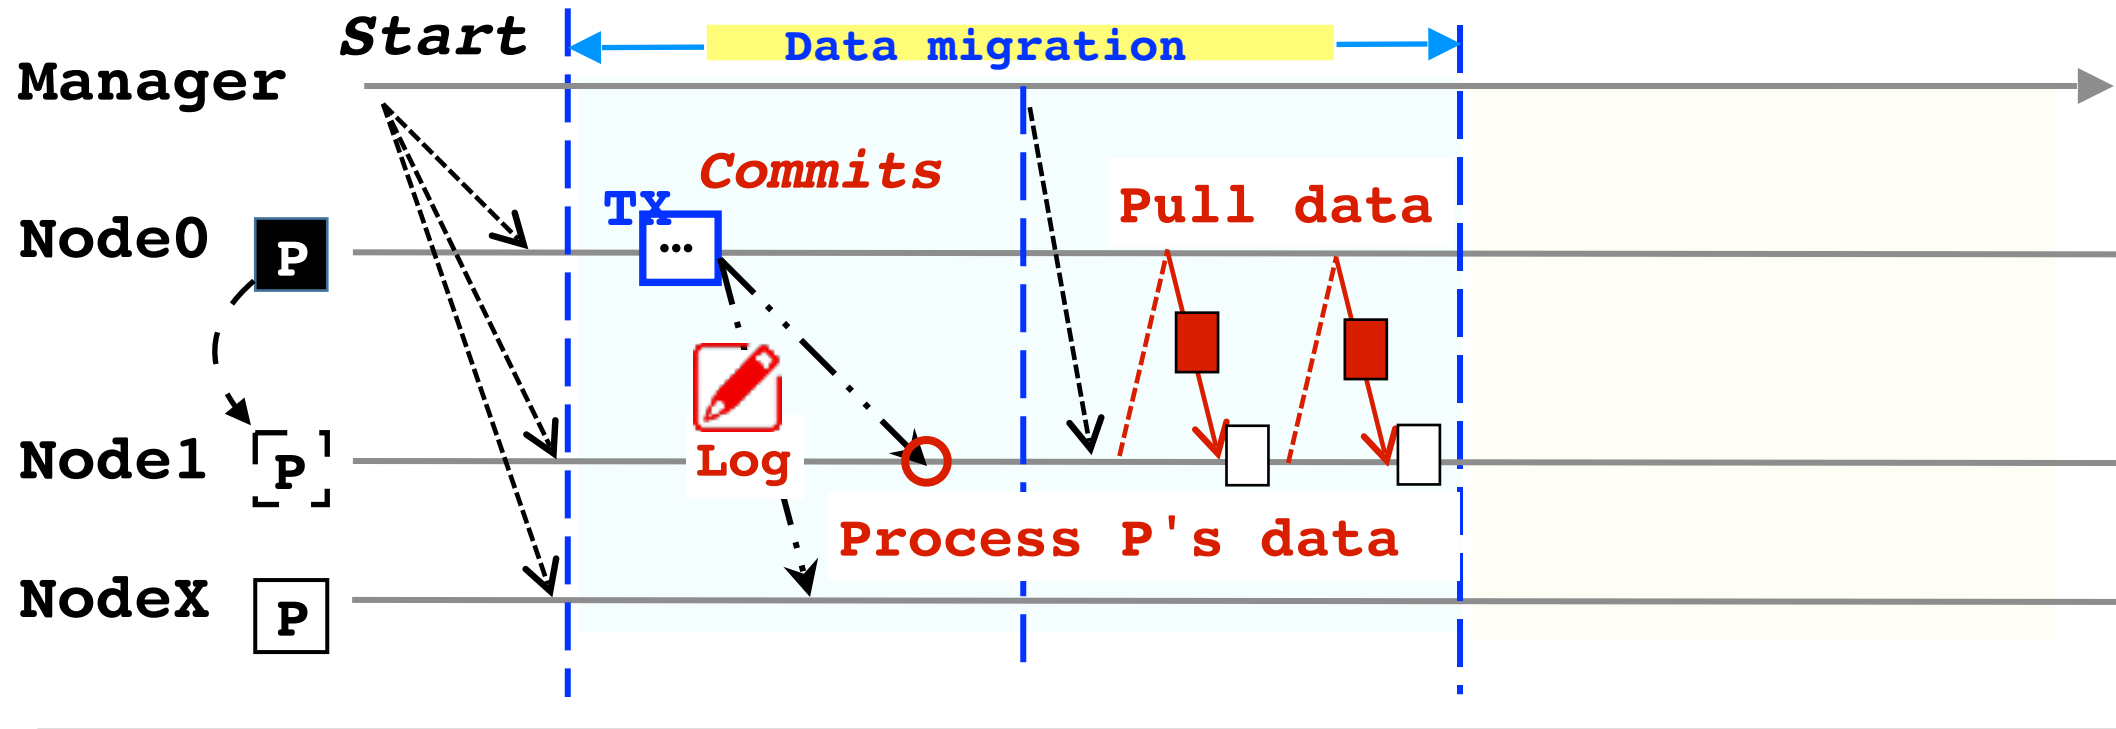 Start
Data migration
Manager
Commits
TX
Pull data
Node0 P
...
Log
Node1 P
Process P's data
NodeX P